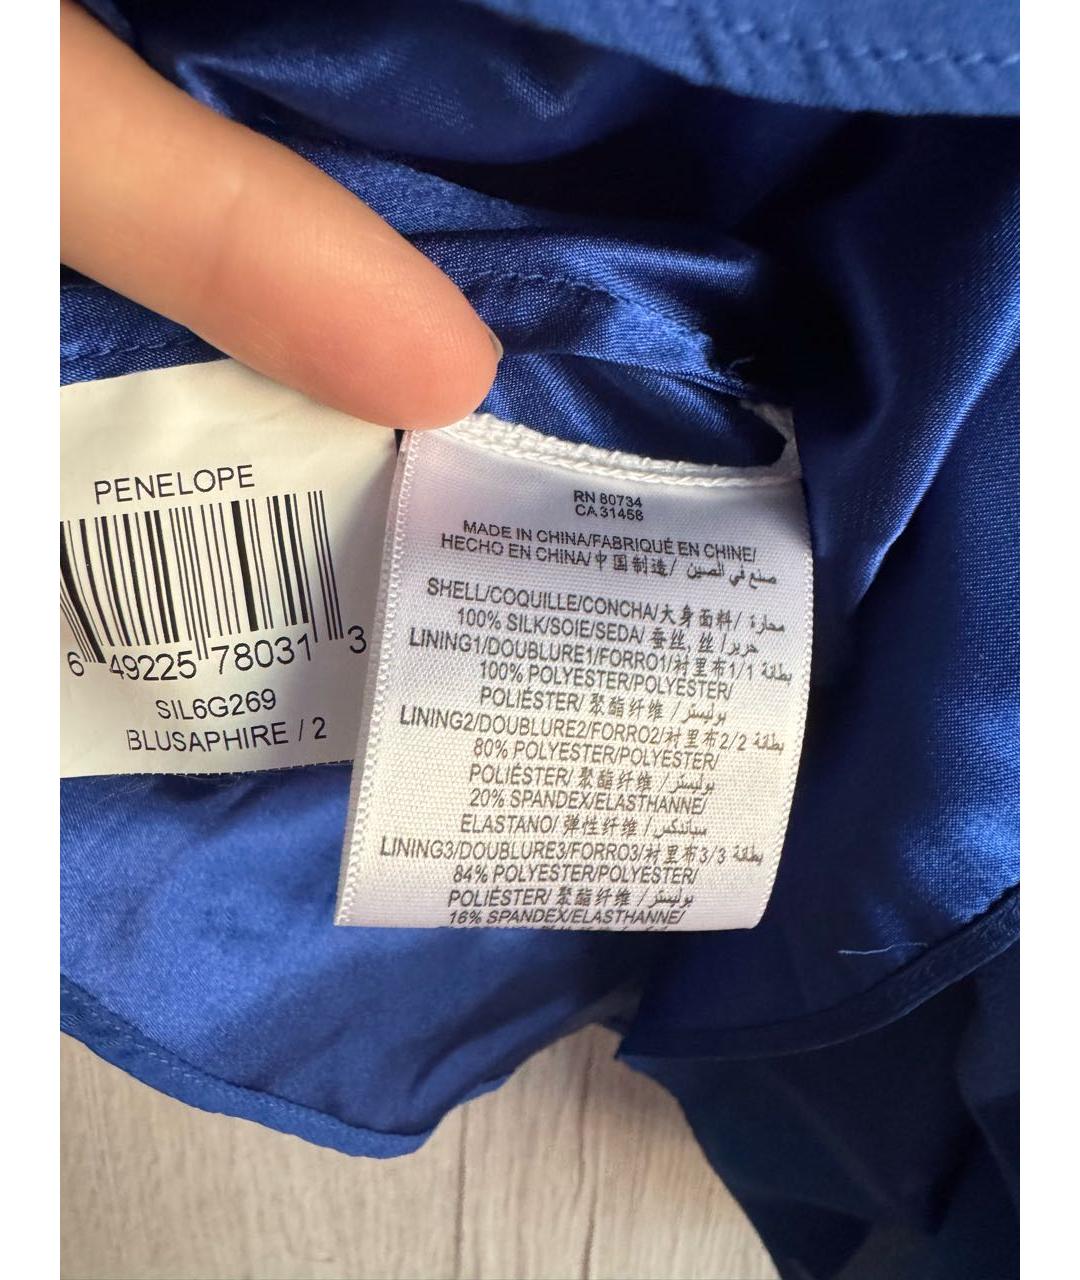 PENELOPE
6 49225 78031 3
SIL6G269
BLUSAPHIRE / 2
RN 80734
CA 31458
MADE IN CHINA/FABRIQUÉ EN CHINE/
HECHO EN CHINA/中国制造/ صنع في الصين
SHELL/COQUILLE/CONCHA/大身面料/ محارة
100% SILK/SOIE/SEDA/ 蚕丝, 丝 /حرير
LINING1/DOUBLURE1/FORRO1/衬里布1/1 بطانة
100% POLYESTER/POLYESTER/
POLIÉSTER/ 聚酯纤维 / بوليستر
LINING2/DOUBLURE2/FORRO2/衬里布2/2 بطانة
80% POLYESTER/POLYESTER/
POLIÉSTER/ 聚酯纤维 / بوليستر
20% SPANDEX/ELASTHANNE/
ELASTANO/ 弹性纤维 / سباندكس
LINING3/DOUBLURE3/FORRO3/衬里布3/3 بطانة
84% POLYESTER/POLYESTER/
POLIÉSTER/ 聚酯纤维 / بوليستر
16% SPANDEX/ELASTHANNE/